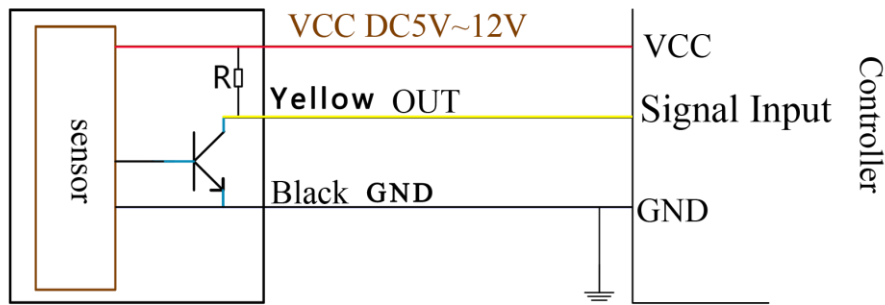 VCC DC5V~12V
VCC
R
Yellow OUT
Signal Input
sensor
Black GND
GND
Controller